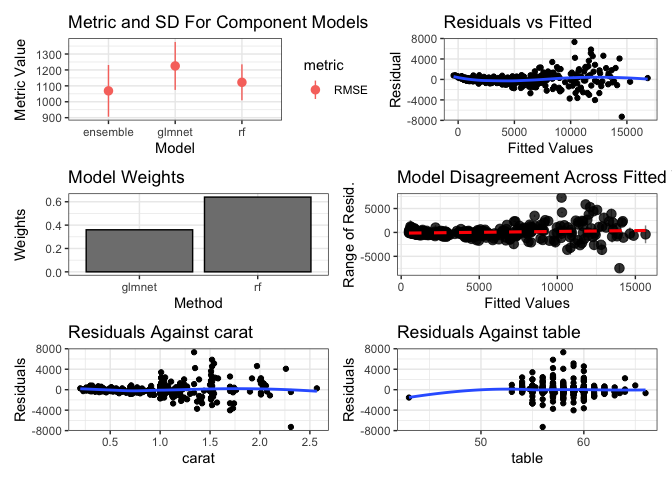 Metric and SD For Component Models
Metric Value
1300
1200
1100
1000
900
ensemble glmnet rf
Model
metric
RMSE
Residuals vs Fitted
Residual
8000
4000
0
-4000
-8000
0 5000 10000 15000
Fitted Values
Model Weights
Weights
0.6
0.4
0.2
0.0
glmnet rf
Method
Model Disagreement Across Fitted
Range of Resid.
5000
0
-5000
0 5000 10000 15000
Fitted Values
Residuals Against carat
Residuals
8000
4000
0
-4000
-8000
0.5 1.0 1.5 2.0 2.5
carat
Residuals Against table
Residuals
8000
4000
0
-4000
-8000
50 60
table